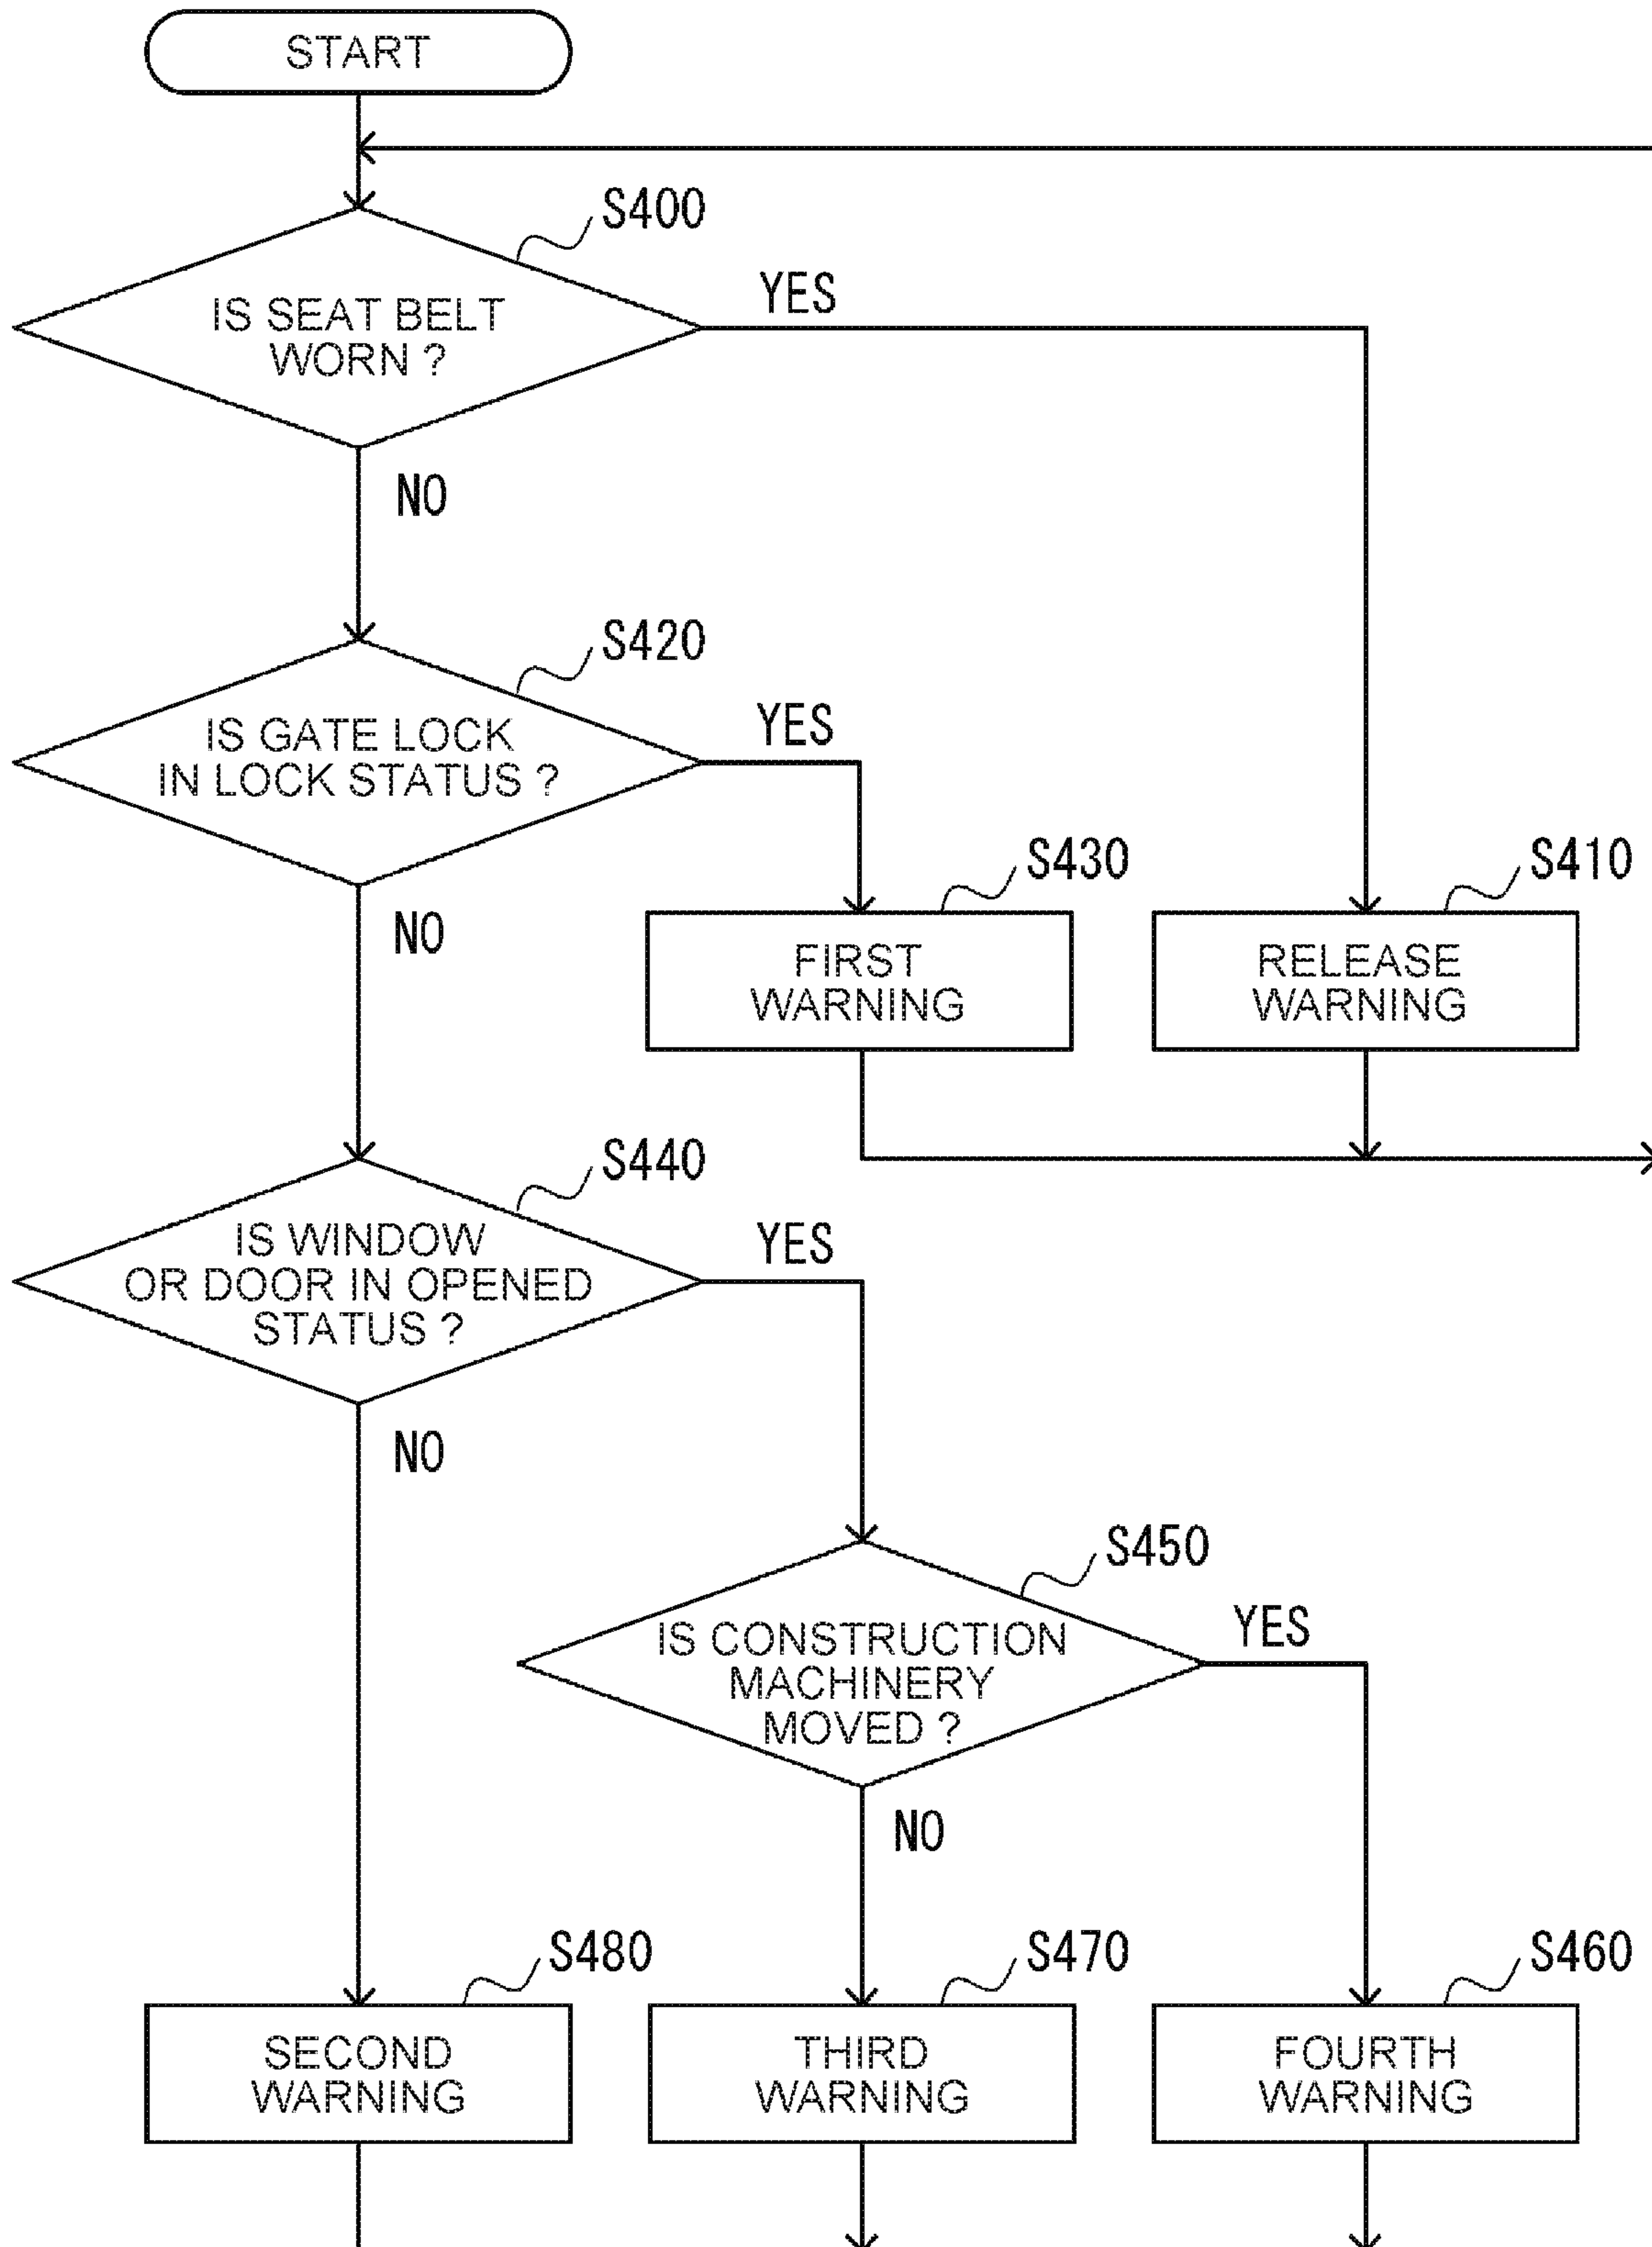 START
S400
YES
IS SEAT BELT
WORN ?
NO
S420
YES
IS GATE LOCK
IN LOCK STATUS ?
S430
S410
NO
FIRST
WARNING
RELEASE
WARNING
S440
YES
IS WINDOW
OR DOOR IN OPENED
STATUS ?
NO
S450
YES
IS CONSTRUCTION
MACHINERY
MOVED ?
NO
S480
S470
S460
SECOND
WARNING
THIRD
WARNING
FOURTH
WARNING